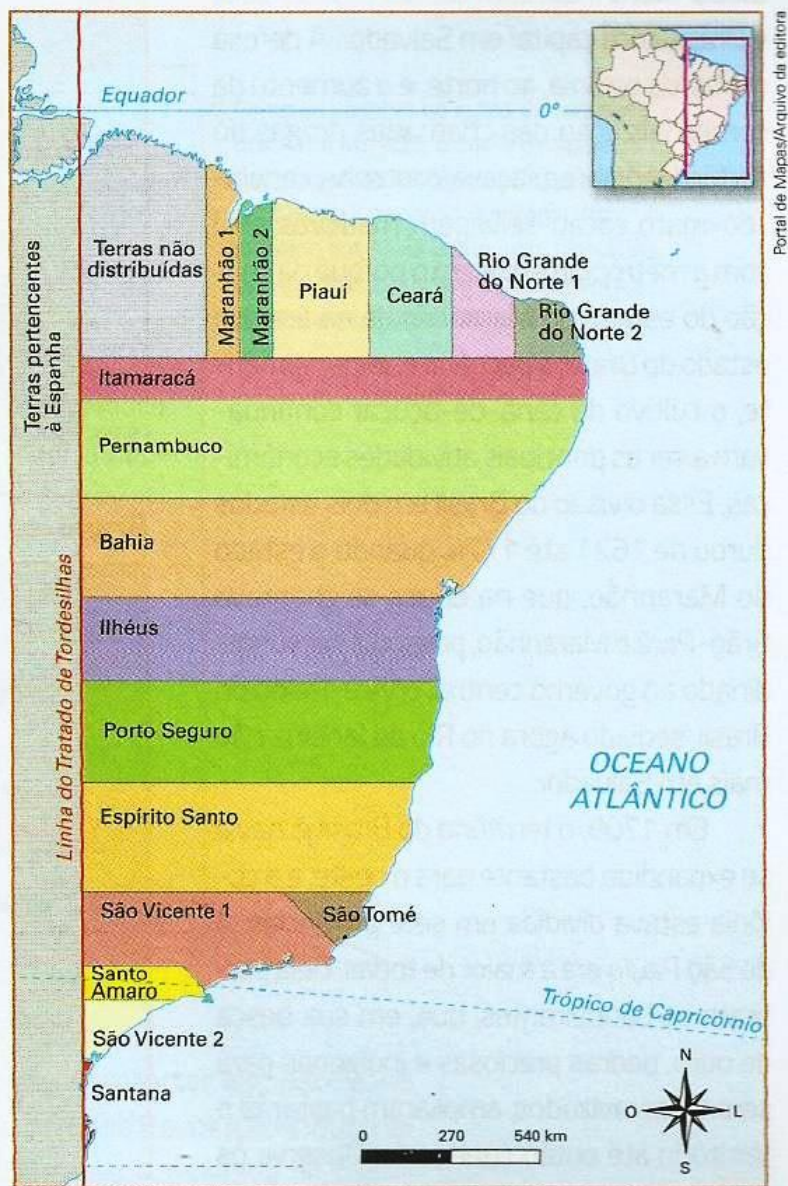 Portal de Mapas/Arquivo da editora
Equador
0°
Terras pertencentes
à Espanha
Linha do Tratado de Tordesilhas
Terras não
distribuídas
Maranhão 1
Maranhão 2
Piauí
Ceará
Rio Grande
do Norte 1
Rio Grande
do Norte 2
Itamaracá
Pernambuco
Bahia
Ilhéus
Porto Seguro
OCEANO
ATLÂNTICO
Espírito Santo
São Vicente 1
São Tomé
Santo
Amaro
Trópico de Capricórnio
São Vicente 2
Santana
N
O
L
S
0
270
540 km